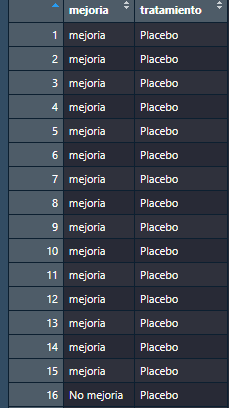 mejoria tratamiento
1 mejoria Placebo
2 mejoria Placebo
3 mejoria Placebo
4 mejoria Placebo
5 mejoria Placebo
6 mejoria Placebo
7 mejoria Placebo
8 mejoria Placebo
9 mejoria Placebo
10 mejoria Placebo
11 mejoria Placebo
12 mejoria Placebo
13 mejoria Placebo
14 mejoria Placebo
15 mejoria Placebo
16 No mejoria Placebo